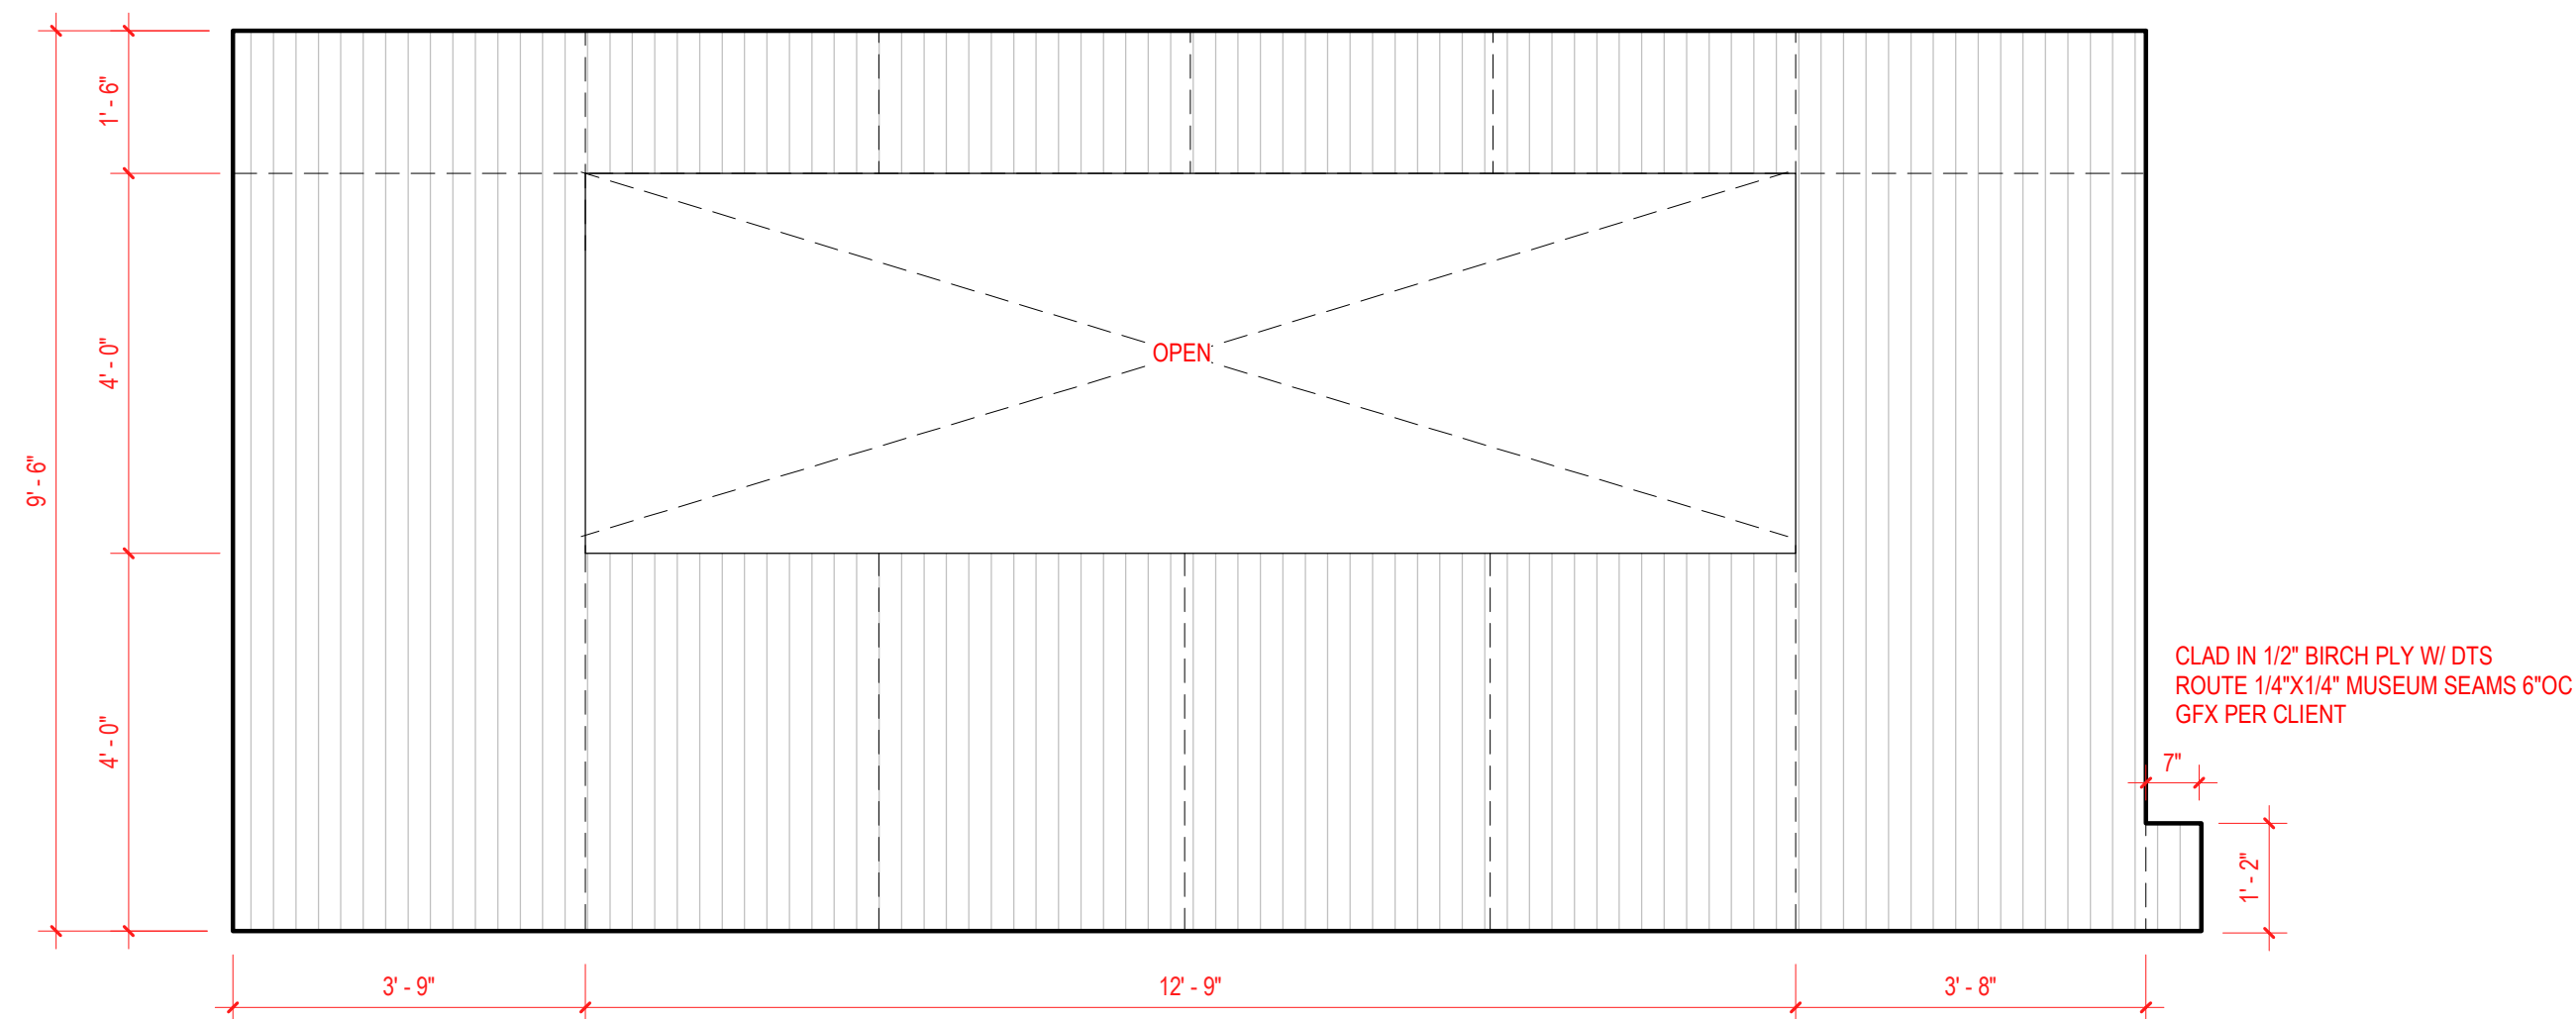 1' - 6"
4' - 0"
9' - 6"
4' - 0"
OPEN
CLAD IN 1/2" BIRCH PLY W/ DTS
ROUTE 1/4"X1/4" MUSEUM SEAMS 6"OC
GFX PER CLIENT
7"
1' - 2"
3' - 9"
12' - 9"
3' - 8"